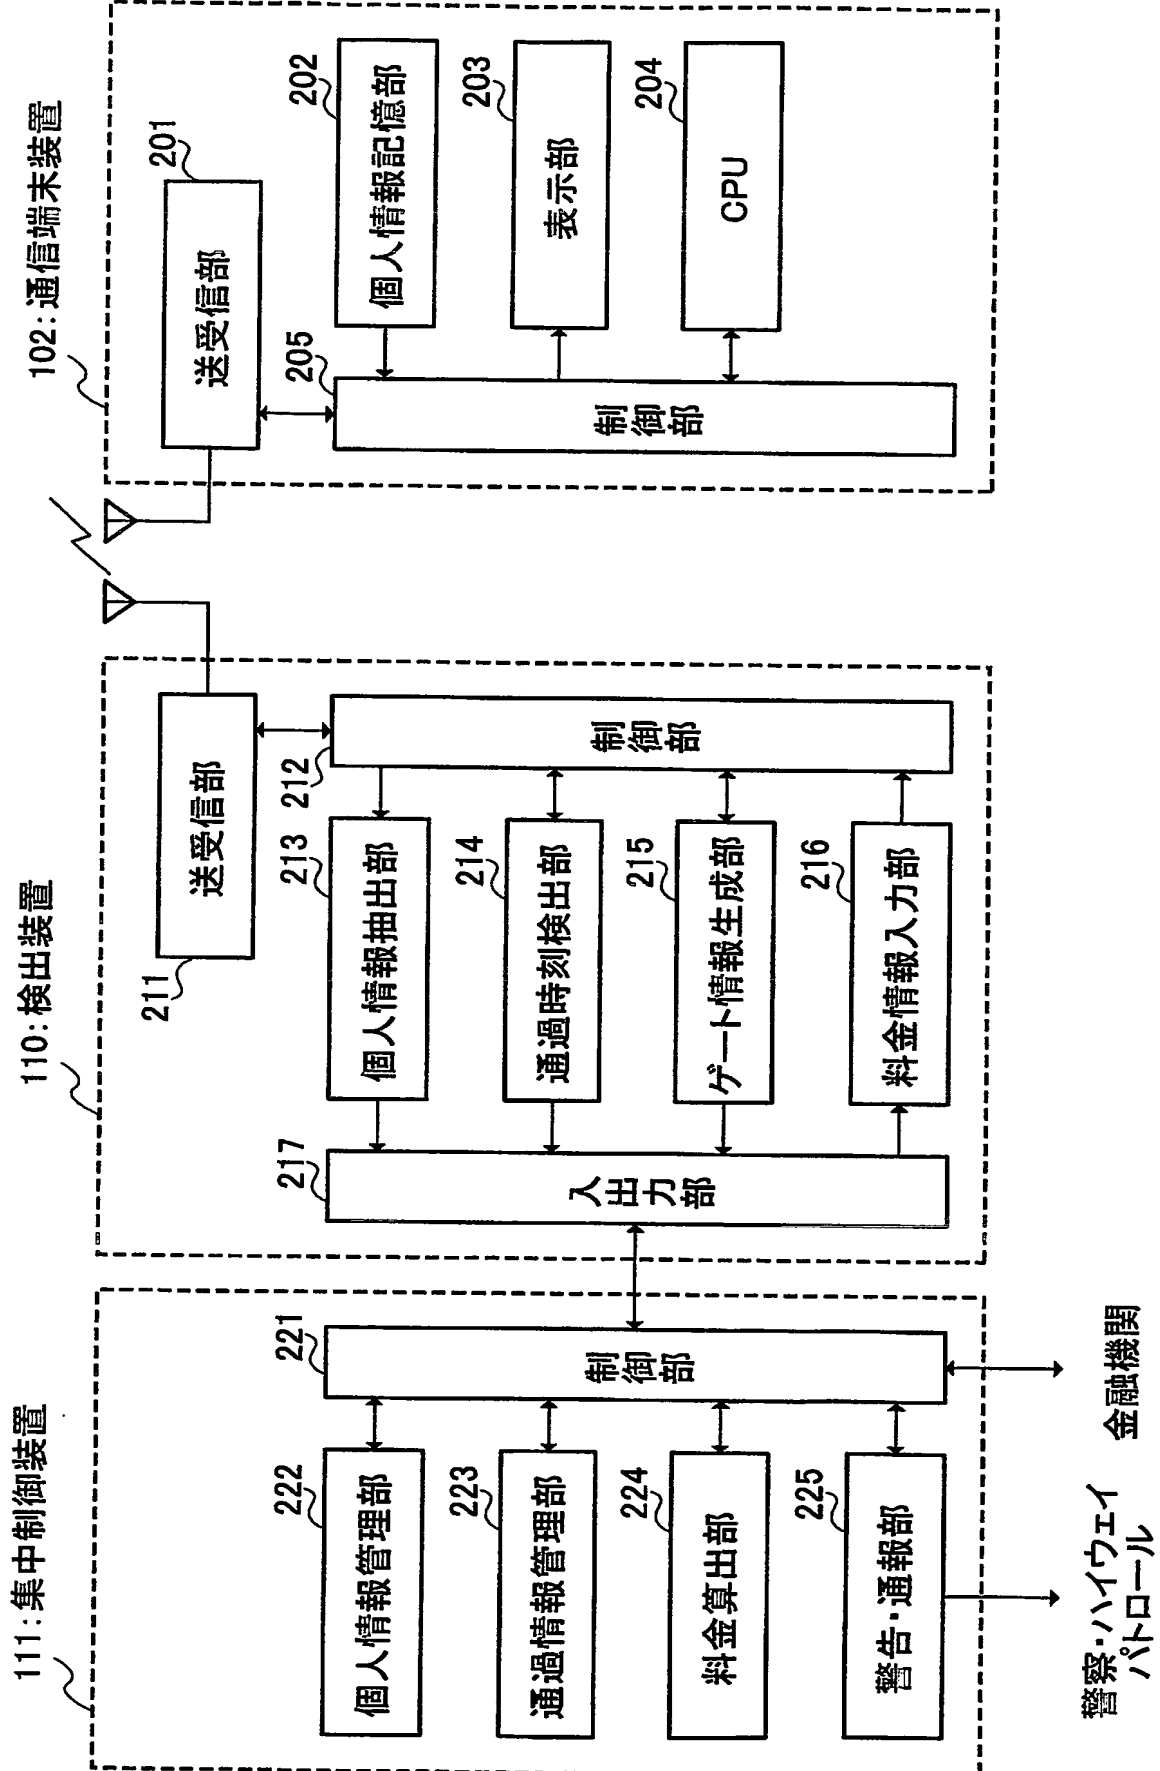 111:集中制御装置
222
個人情報管理部
223
通過情報管理部
224
料金算出部
225
警告・通報部
221
制御部
警察・ハイウェイ
パトロール
金融機関
110:検出装置
211
送受信部
217
入出力部
213
個人情報抽出部
214
通過時刻検出部
215
ゲート情報生成部
216
料金情報入力部
212
制御部
102:通信端末装置
201
送受信部
205
制御部
202
個人情報記憶部
203
表示部
204
CPU